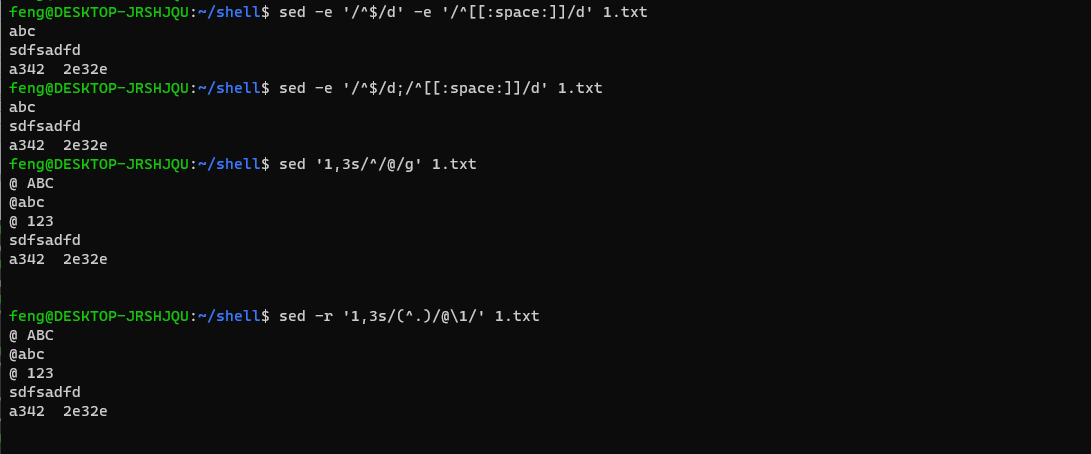 feng@DESKTOP-JRSHJQU:~/shell$ sed -e '/^$/d' -e '/^[[:space:]]/d' 1.txt
abc
sdfsadfd
a342  2e32e
feng@DESKTOP-JRSHJQU:~/shell$ sed -e '/^$/d;/^[[:space:]]/d' 1.txt
abc
sdfsadfd
a342  2e32e
feng@DESKTOP-JRSHJQU:~/shell$ sed '1,3s/^/@/g' 1.txt
@ ABC
@abc
@ 123
sdfsadfd
a342  2e32e
feng@DESKTOP-JRSHJQU:~/shell$ sed -r '1,3s/(^.)/@\1/' 1.txt
@ ABC
@abc
@ 123
sdfsadfd
a342  2e32e